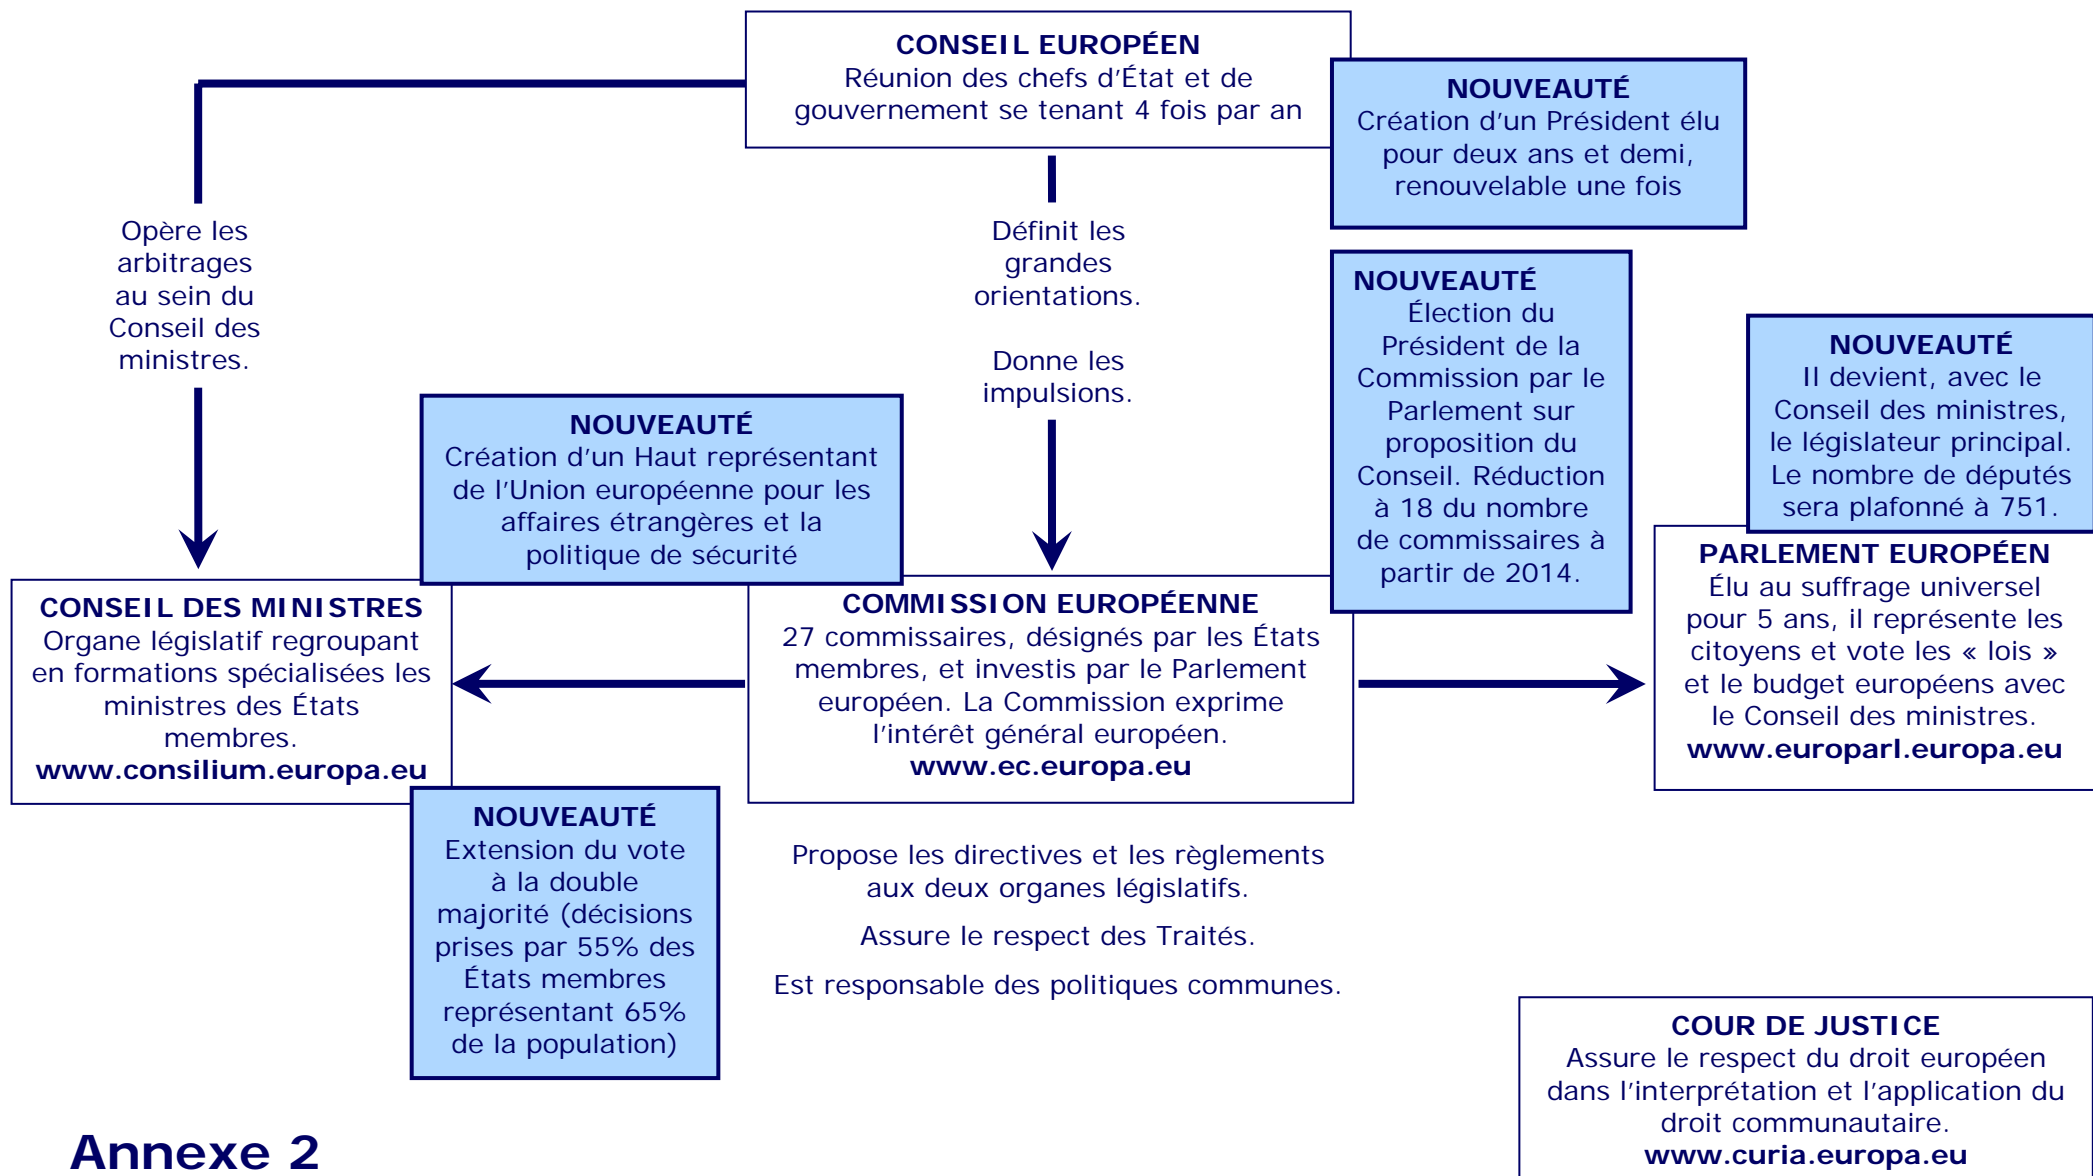 CONSEIL EUROPÉEN
Réunion des chefs d'État et de
gouvernement se tenant 4 fois par an
NOUVEAUTÉ
Création d'un Président élu
pour deux ans et demi,
renouvelable une fois
Opère les
arbitrages
au sein du
Conseil des
ministres.
Définit les
grandes
orientations.
Donne les
impulsions.
NOUVEAUTÉ
Élection du
Président de la
Commission par le
Parlement sur
proposition du
Conseil. Réduction
à 18 du nombre
de commissaires à
partir de 2014.
NOUVEAUTÉ
Il devient, avec le
Conseil des ministres,
le législateur principal.
Le nombre de députés
sera plafonné à 751.
NOUVEAUTÉ
Création d'un Haut représentant
de l'Union européenne pour les
affaires étrangères et la
politique de sécurité
CONSEIL DES MINISTRES
Organe législatif regroupant
en formations spécialisées les
ministres des États
membres.
www.consilium.europa.eu
COMMISSION EUROPÉENNE
27 commissaires, désignés par les États
membres, et investis par le Parlement
européen. La Commission exprime
l'intérêt général européen.
www.ec.europa.eu
PARLEMENT EUROPÉEN
Élu au suffrage universel
pour 5 ans, il représente les
citoyens et vote les « lois »
et le budget européens avec
le Conseil des ministres.
www.europarl.europa.eu
NOUVEAUTÉ
Extension du vote
à la double
majorité (décisions
prises par 55% des
États membres
représentant 65%
de la population)
Propose les directives et les règlements
aux deux organes législatifs.
Assure le respect des Traités.
Est responsable des politiques communes.
COUR DE JUSTICE
Assure le respect du droit européen
dans l'interprétation et l'application du
droit communautaire.
www.curia.europa.eu
Annexe 2